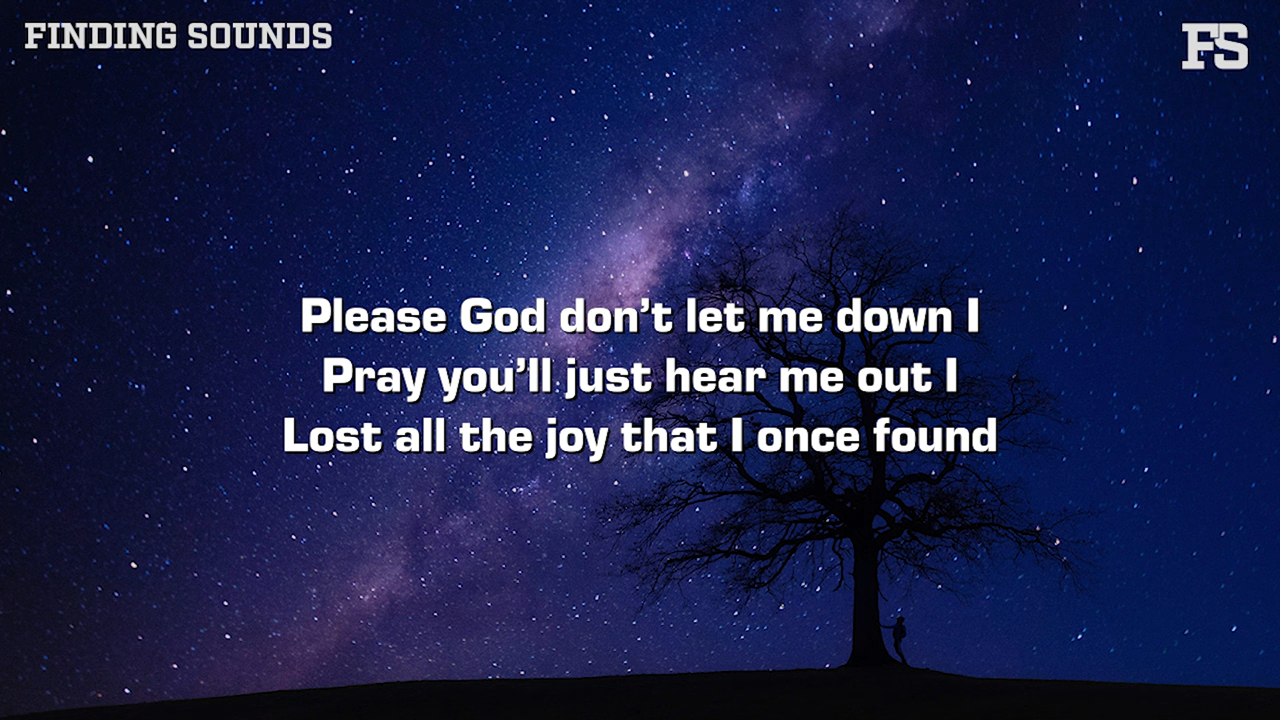 FINDING SOUNDS
FS
Please God don’t let me down I
Pray you’ll just hear me out I
Lost all the joy that I once found